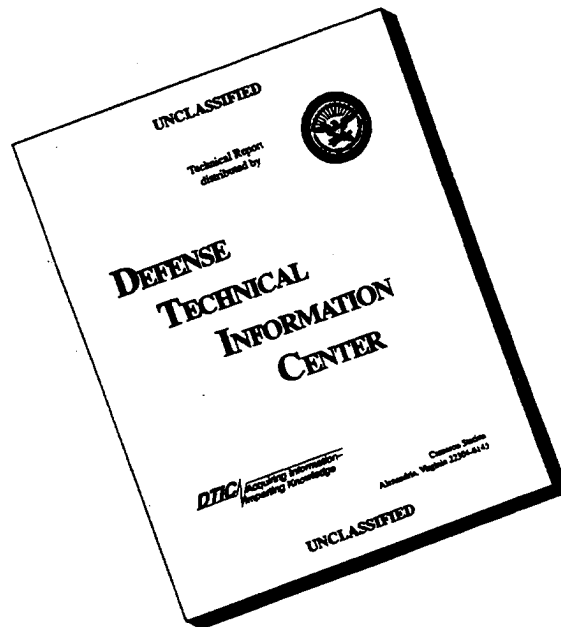 UNCLASSIFIED
Technical Report
distributed by
DEFENSE
TECHNICAL
INFORMATION
CENTER
DTIC
Acquiring Information-
Imparting Knowledge
Cameron Station
Alexandria, Virginia 22304-6145
UNCLASSIFIED